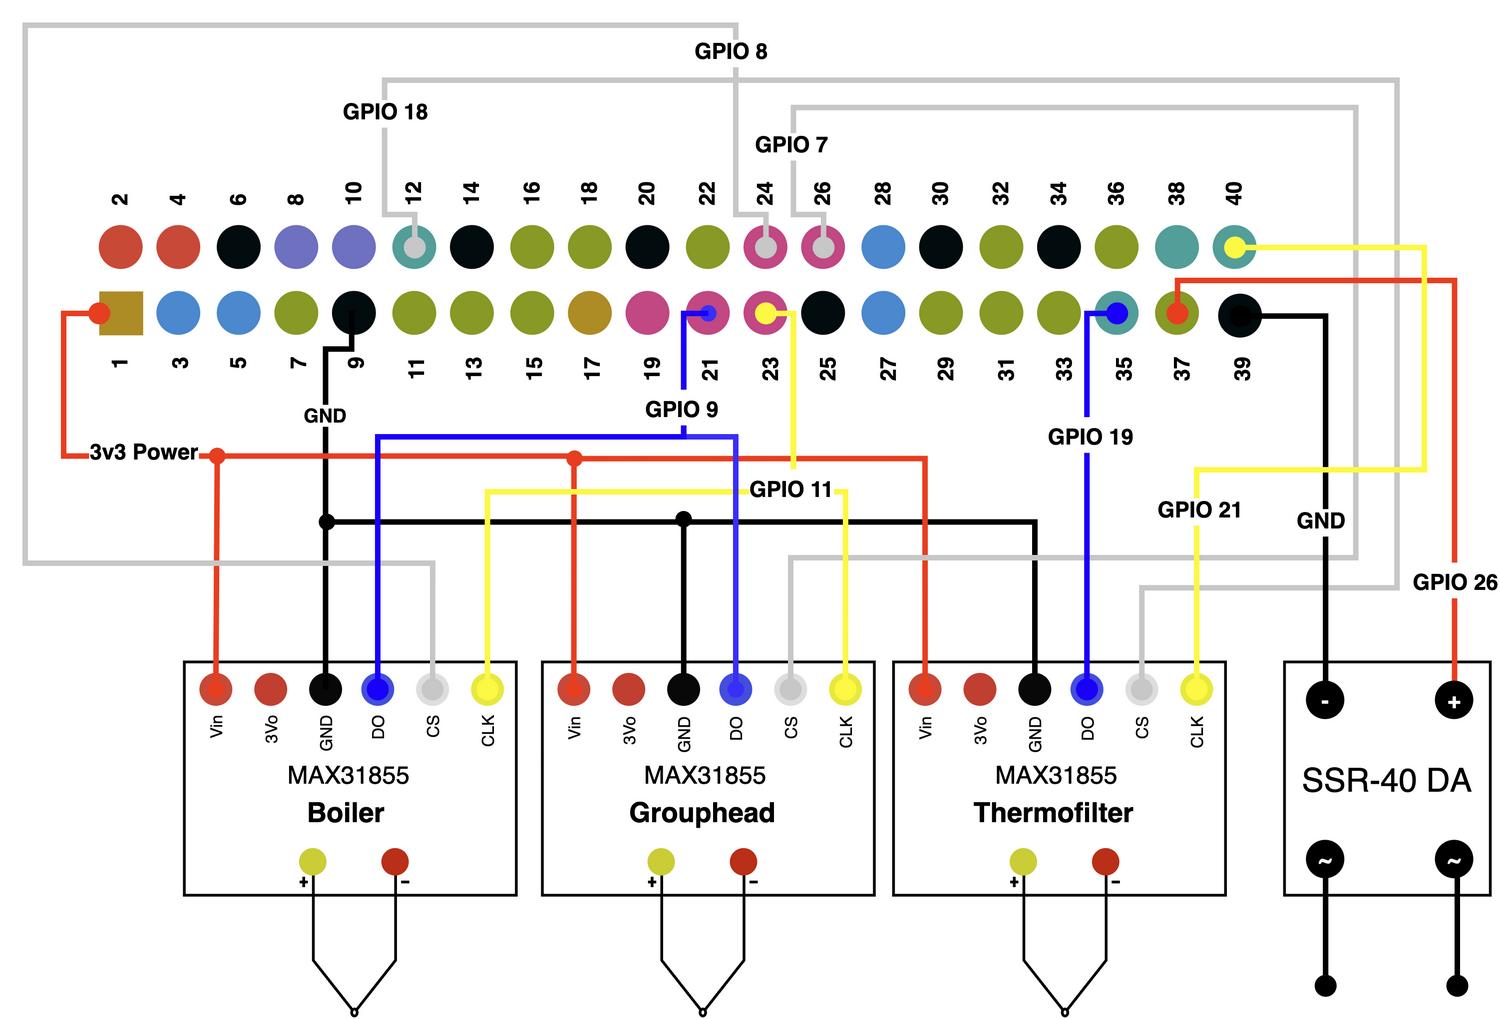 GPIO 8
GPIO 18
GPIO 7
2 4 6 8 10 12 14 16 18 20 22 24 26 28 30 32 34 36 38 40
1 3 5 7 9 11 13 15 17 19 21 23 25 27 29 31 33 35 37 39
GND
GPIO 9
GPIO 19
3v3 Power
GPIO 11
GPIO 21
GND
GPIO 26
Vin 3Vo GND DO CS CLK
MAX31855
Boiler
+ -
Vin 3Vo GND DO CS CLK
MAX31855
Grouphead
+ -
Vin 3Vo GND DO CS CLK
MAX31855
Thermofilter
+ -
- +
SSR-40 DA
~ ~